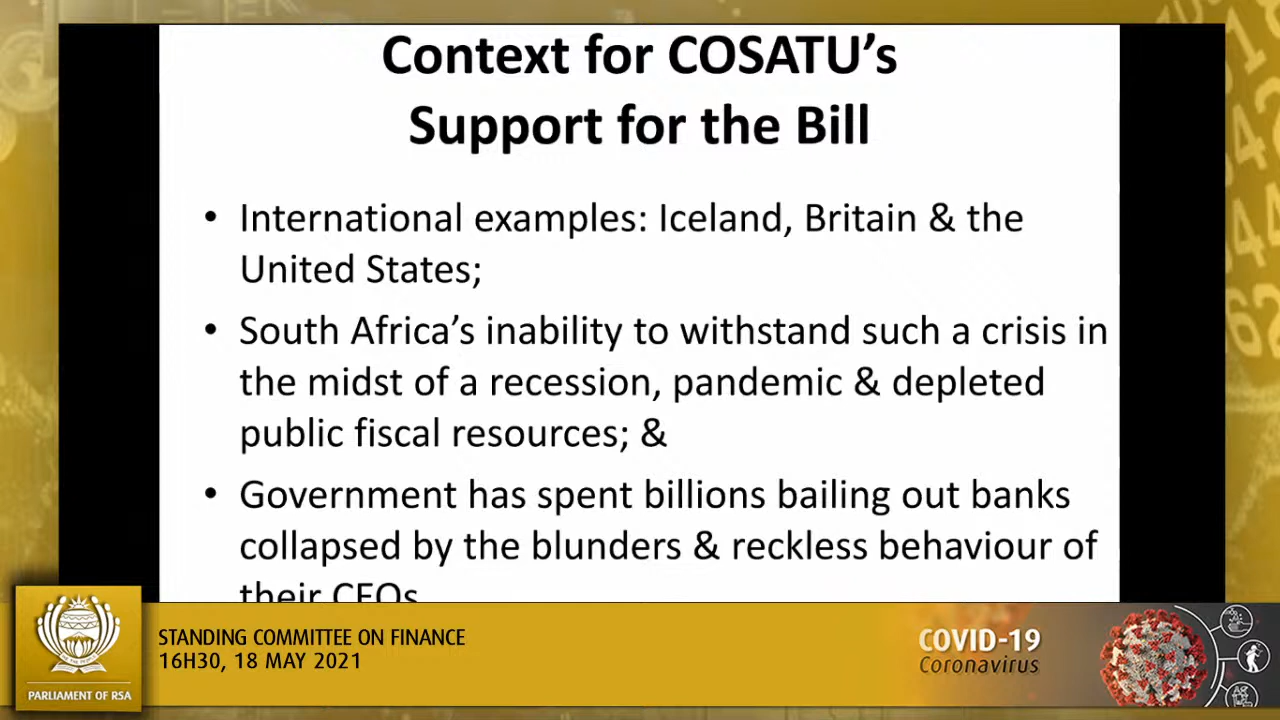 Context for COSATU’s
Support for the Bill
• International examples: Iceland, Britain & the
United States;
• South Africa’s inability to withstand such a crisis in
the midst of a recession, pandemic & depleted
public fiscal resources; &
• Government has spent billions bailing out banks
collapsed by the blunders & reckless behaviour of
their CEOs
STANDING COMMITTEE ON FINANCE
16H30, 18 MAY 2021
PARLIAMENT OF RSA
COVID-19
Coronavirus